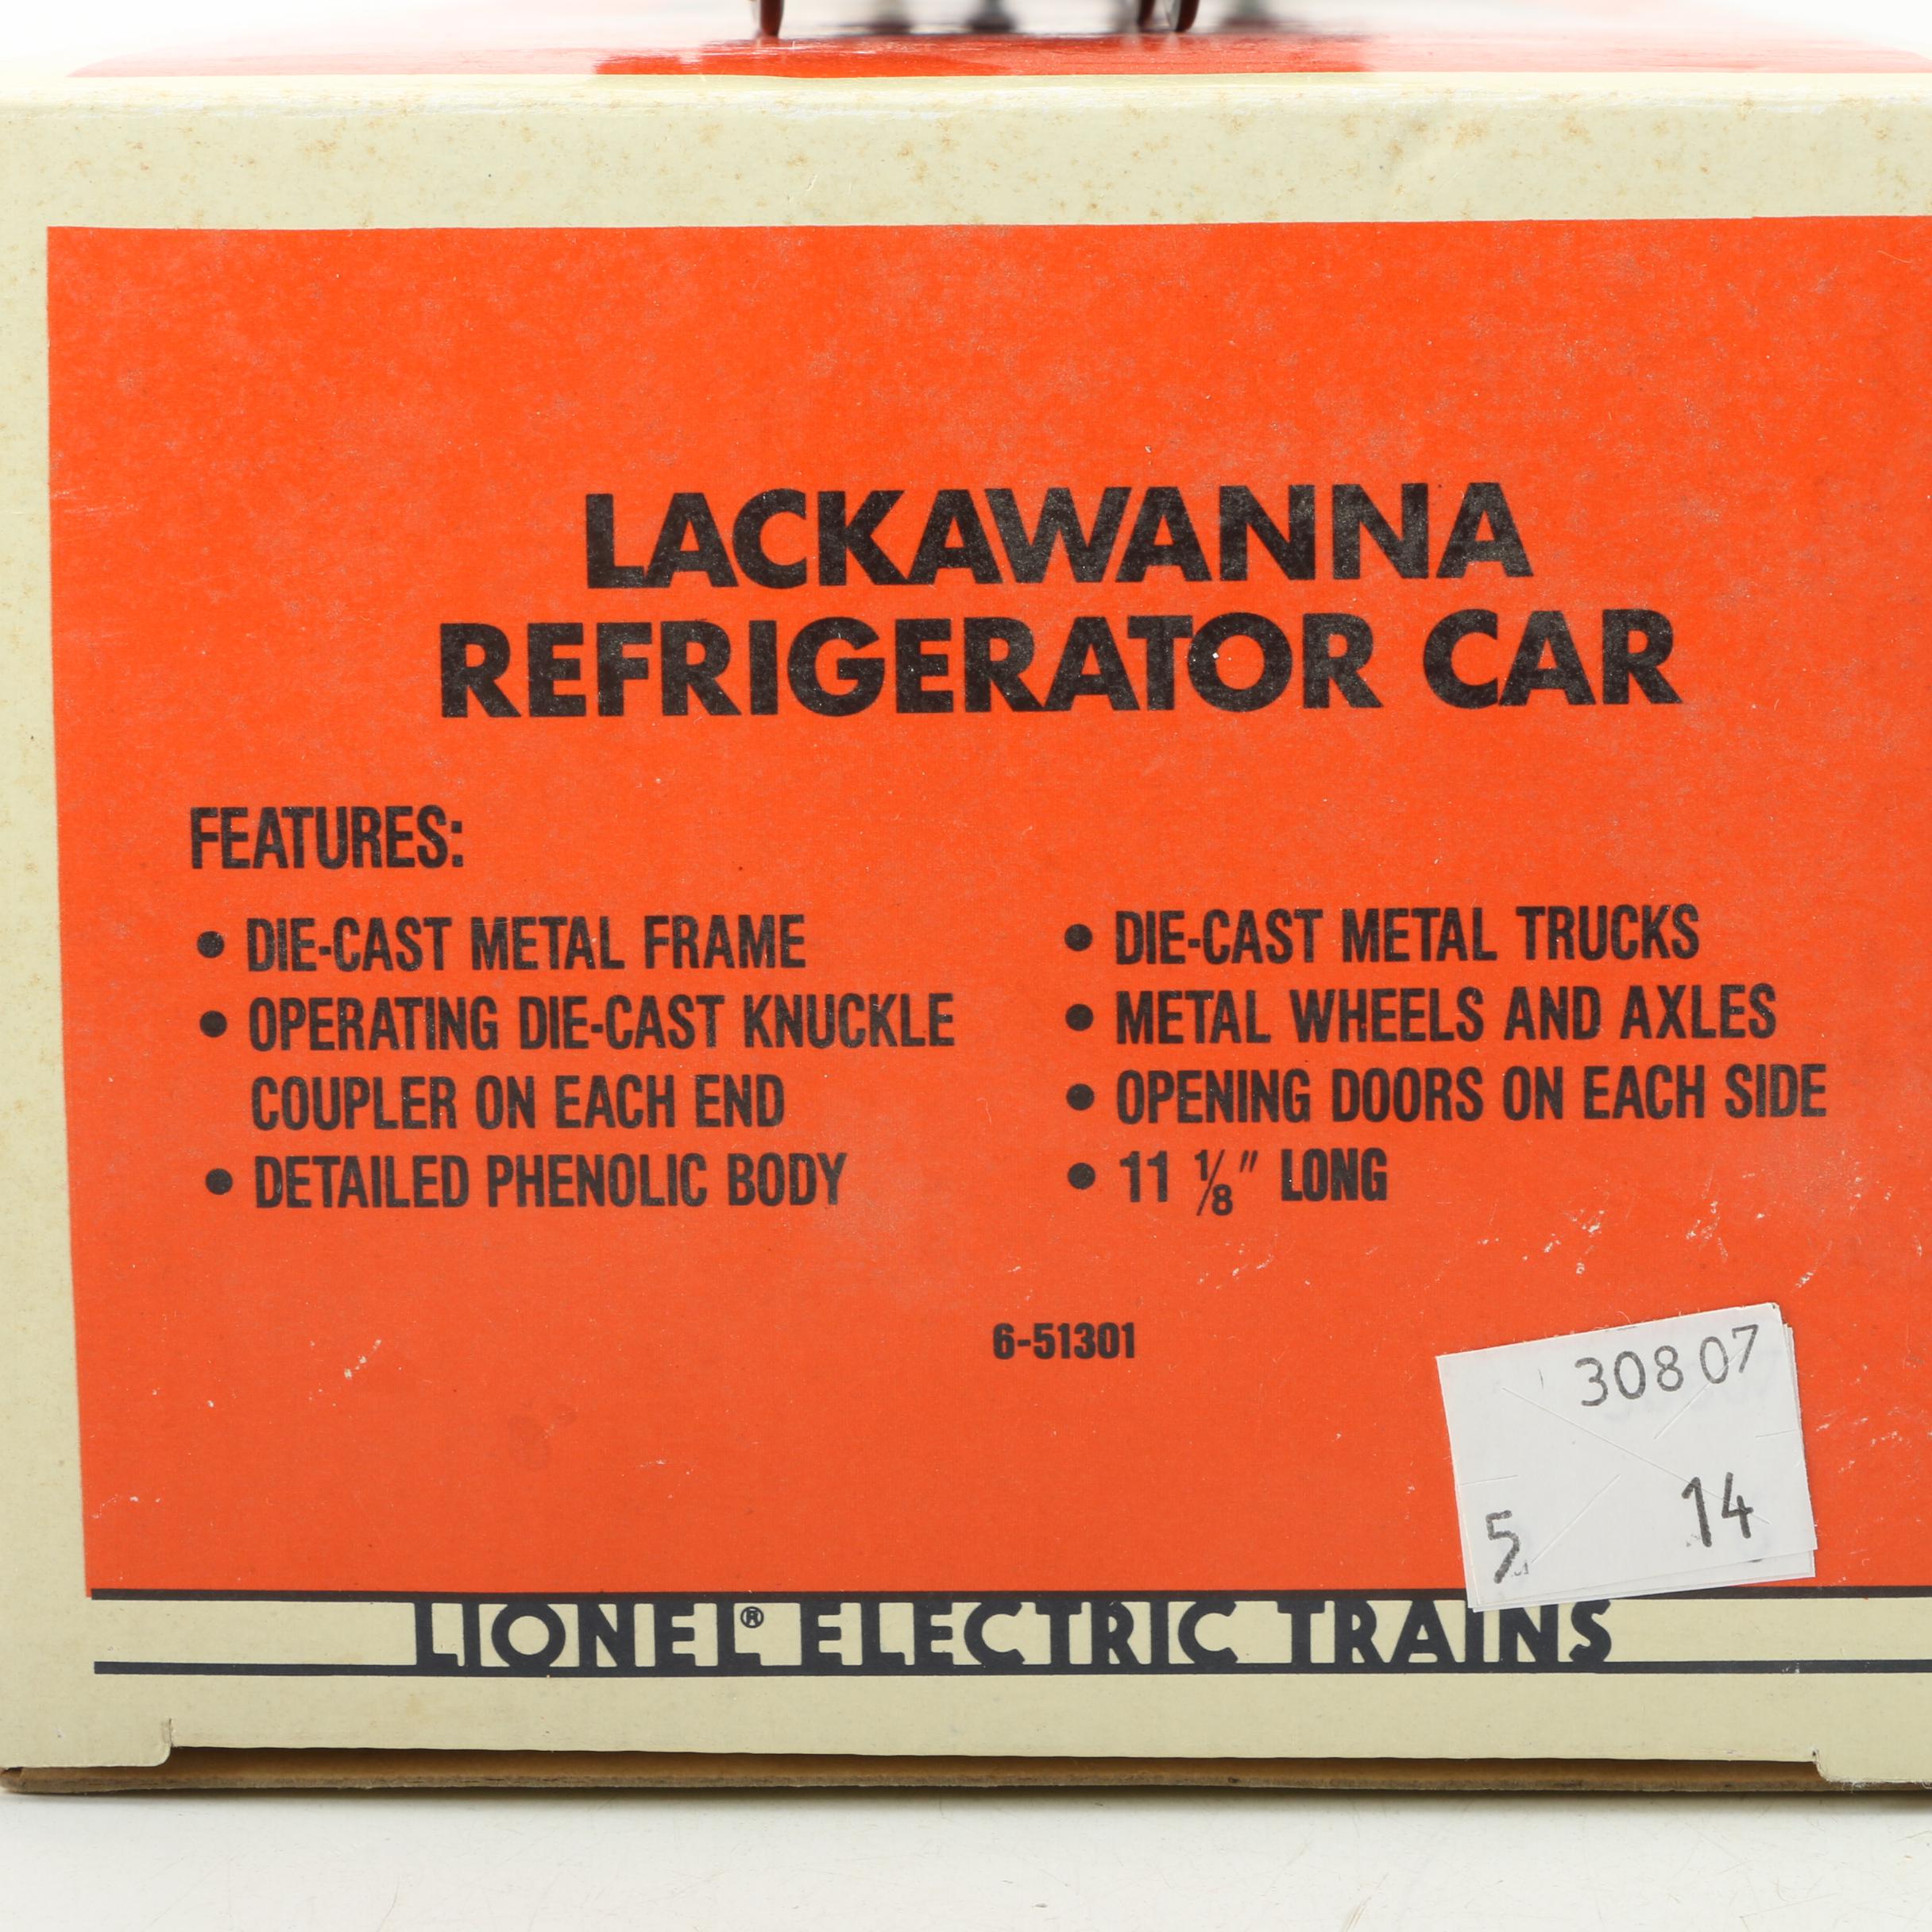 LACKAWANNA
REFRIGERATOR CAR
FEATURES:
• DIE-CAST METAL FRAME
• OPERATING DIE-CAST KNUCKLE
COUPLER ON EACH END
• DETAILED PHENOLIC BODY
• DIE-CAST METAL TRUCKS
• METAL WHEELS AND AXLES
• OPENING DOORS ON EACH SIDE
• 11 1/8" LONG
6-51301
30807
5 14
LIONEL® ELECTRIC TRAINS